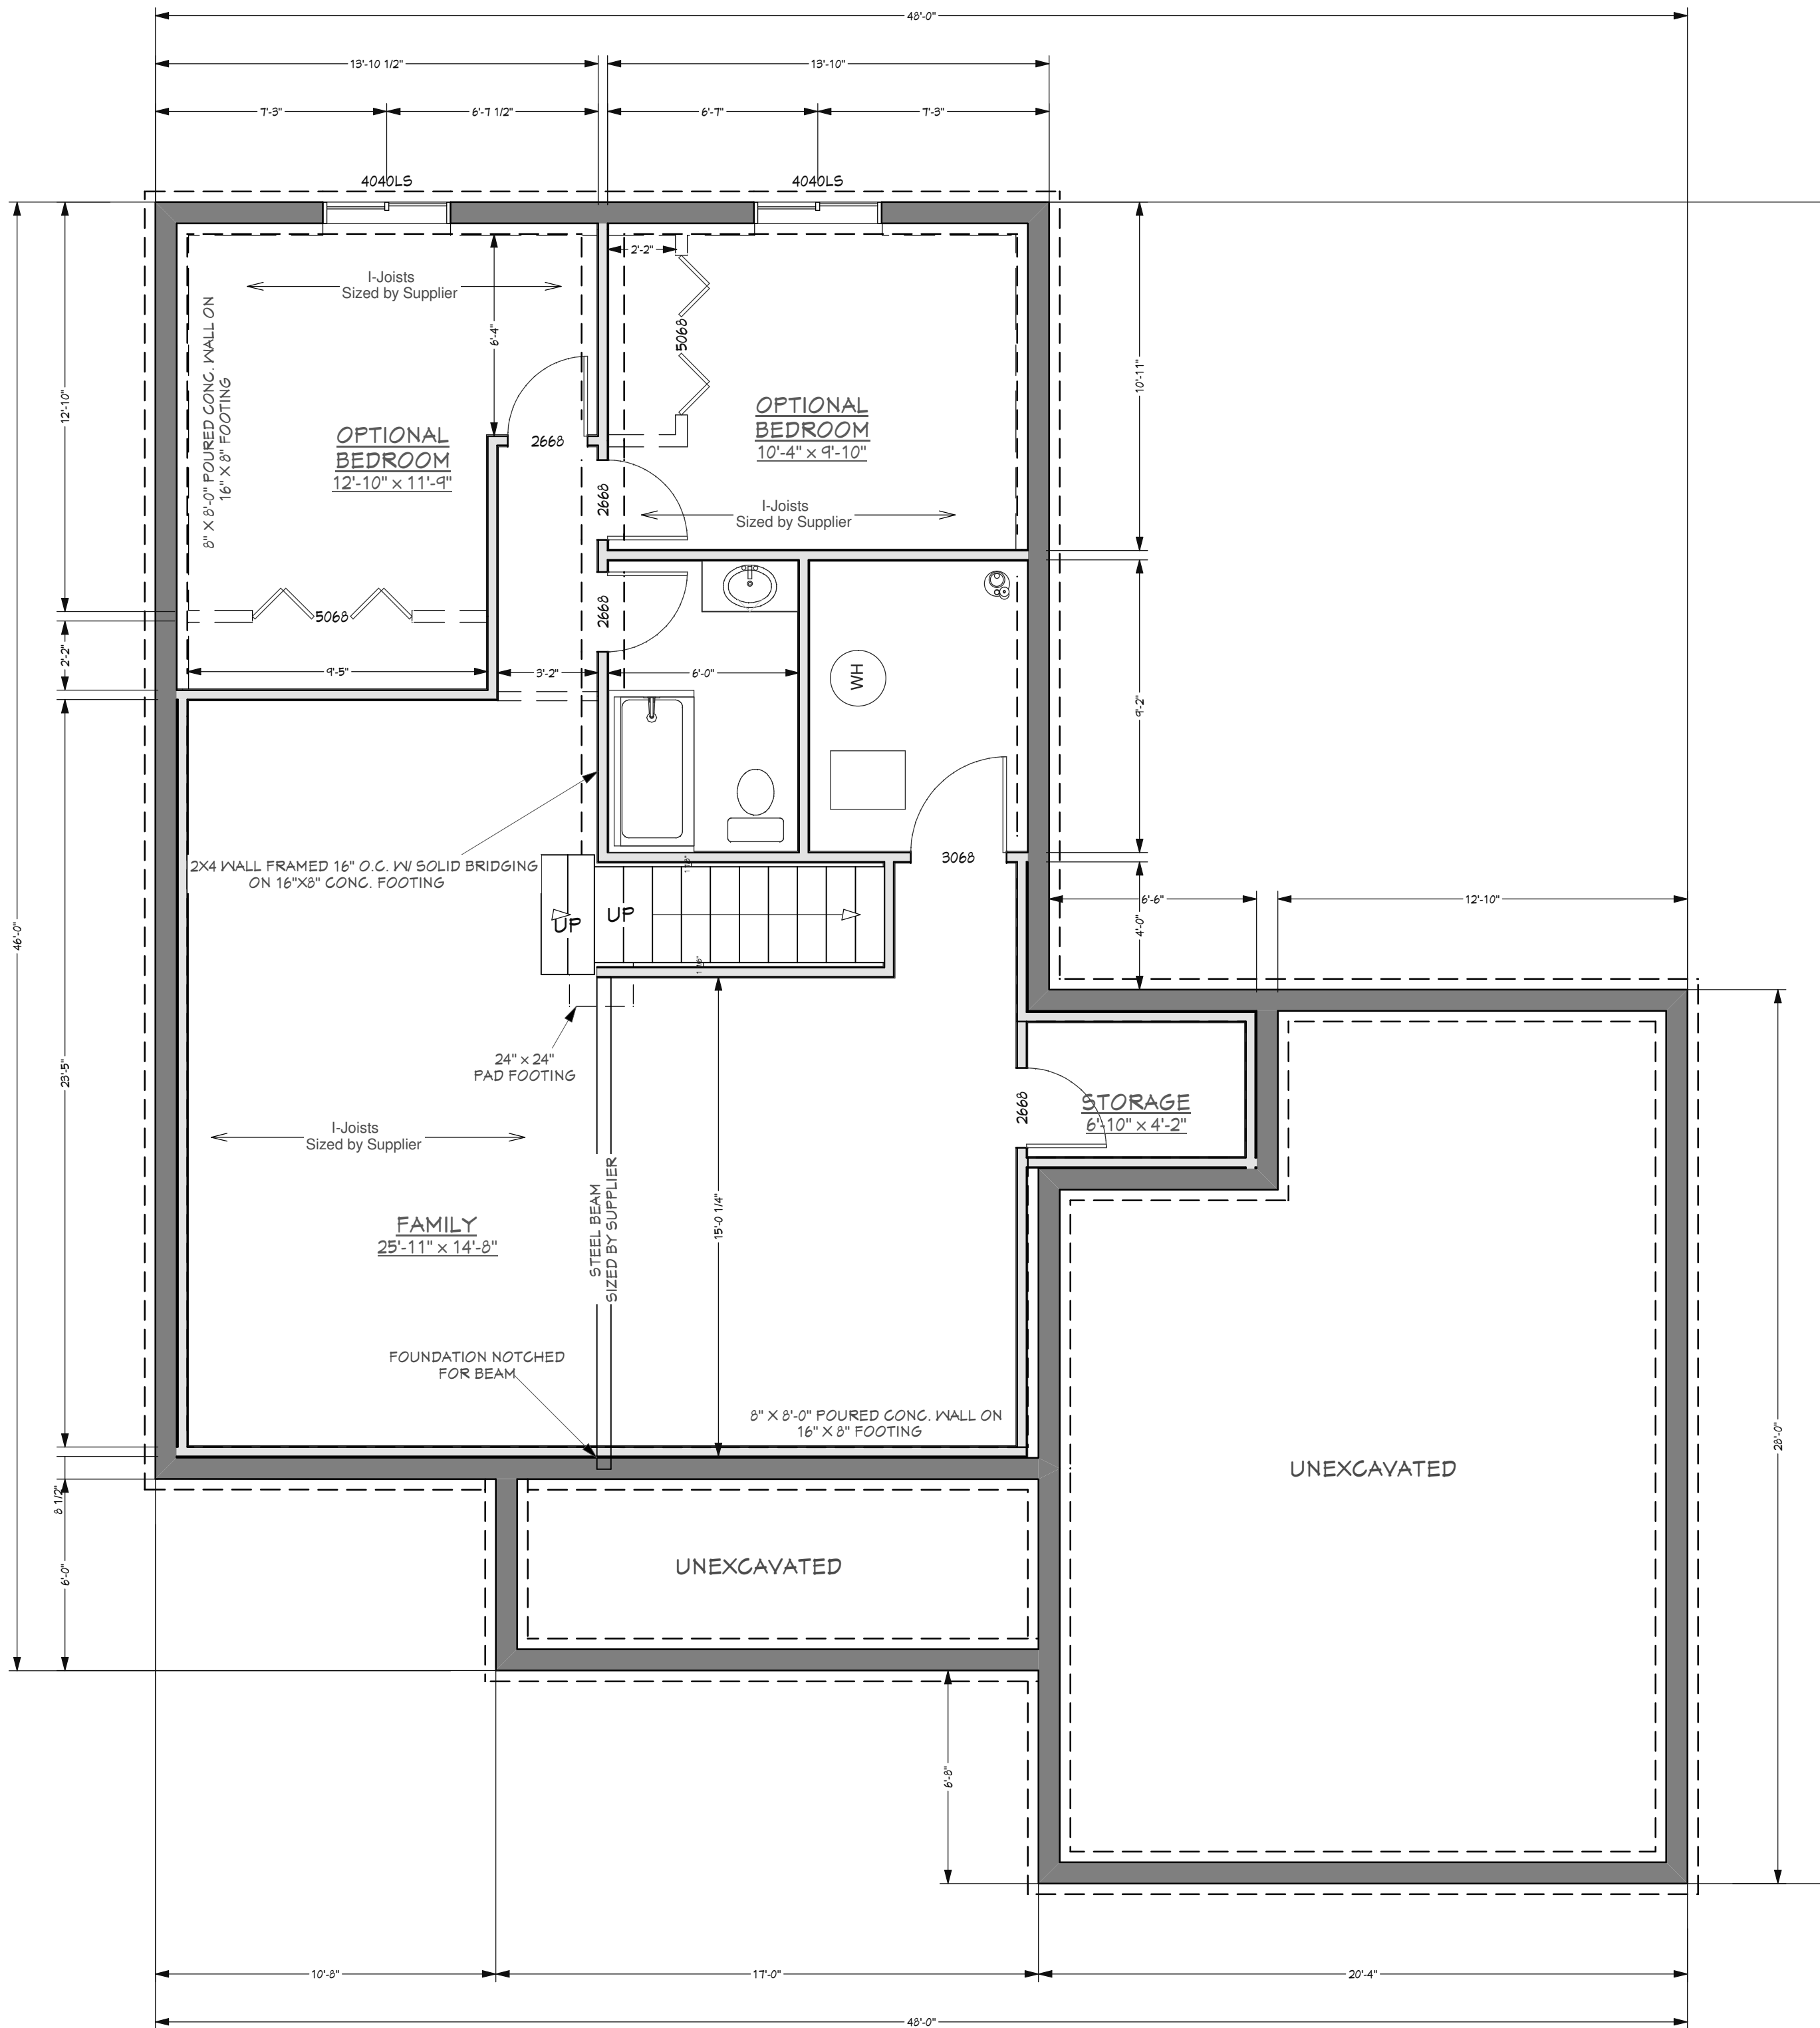 48'-0"
13'-10 1/2"
13'-10"
7'-3"
6'-7 1/2"
6'-7"
7'-3"
4040LS
4040LS
2'-2"
I-Joists
Sized by Supplier
8" X 8'-0" POURED CONC. WALL ON
16" X 8" FOOTING
6'-4"
5068
12'-10"
10'-11"
OPTIONAL
BEDROOM
12'-10" x 11'-9"
OPTIONAL
BEDROOM
10'-4" x 9'-10"
2668
2668
I-Joists
Sized by Supplier
5068
2668
2'-2"
9'-5"
3'-2"
6'-0"
WH
9'-2"
2X4 WALL FRAMED 16" O.C. W/ SOLID BRIDGING
ON 16"X8" CONC. FOOTING
3068
UP
UP
46'-0"
4'-0"
6'-6"
12'-10"
24" x 24"
PAD FOOTING
23'-5"
I-Joists
Sized by Supplier
2668
STORAGE
6'-10" x 4'-2"
STEEL BEAM
SIZED BY SUPPLIER
15'-0 1/4"
FAMILY
25'-11" x 14'-8"
FOUNDATION NOTCHED
FOR BEAM
8" X 8'-0" POURED CONC. WALL ON
16" X 8" FOOTING
28'-0"
UNEXCAVATED
8 1/2"
6'-0"
UNEXCAVATED
6'-8"
10'-8"
17'-0"
20'-4"
48'-0"